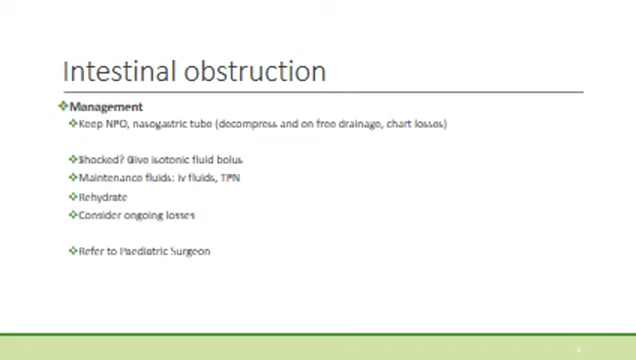 Intestinal obstruction
Management
Keep NPO, nasogastric tube (decompress and on free drainage, chart losses)
Shocked? Give isotonic fluid bolus
Maintenance fluids: iv fluids, TPN
Rehydrate
Consider ongoing losses
Refer to Paediatric Surgeon